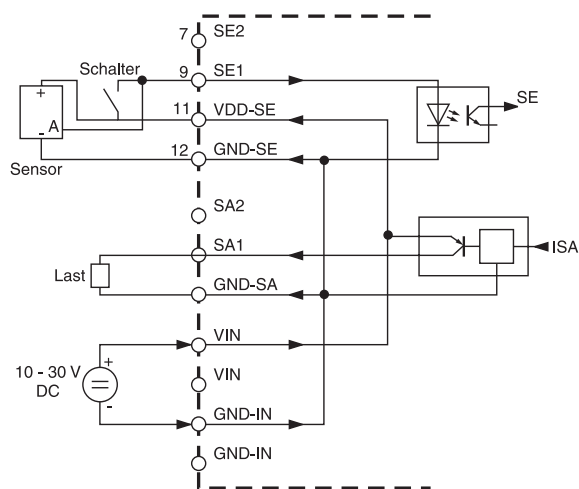 7 SE2
Schalter
9 SE1
SE
+
11 VDD-SE
A
-
12 GND-SE
Sensor
SA2
SA1
ISA
Last
GND-SA
VIN
+
10 - 30 V
DC
VIN
-
GND-IN
GND-IN